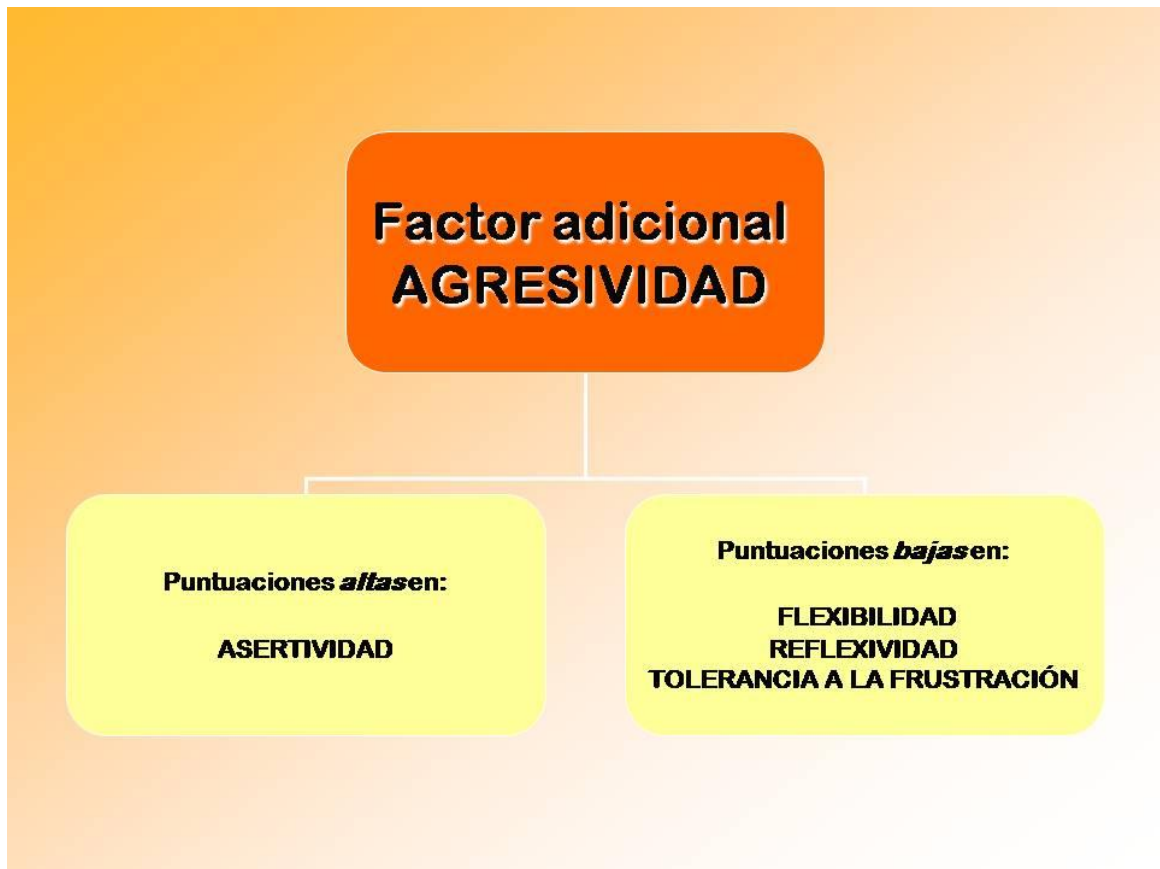 Factor adicional
AGRESIVIDAD
Puntuaciones altas en:
ASERTIVIDAD
Puntuaciones bajas en:
FLEXIBILIDAD
REFLEXIVIDAD
TOLERANCIA A LA FRUSTRACIÓN